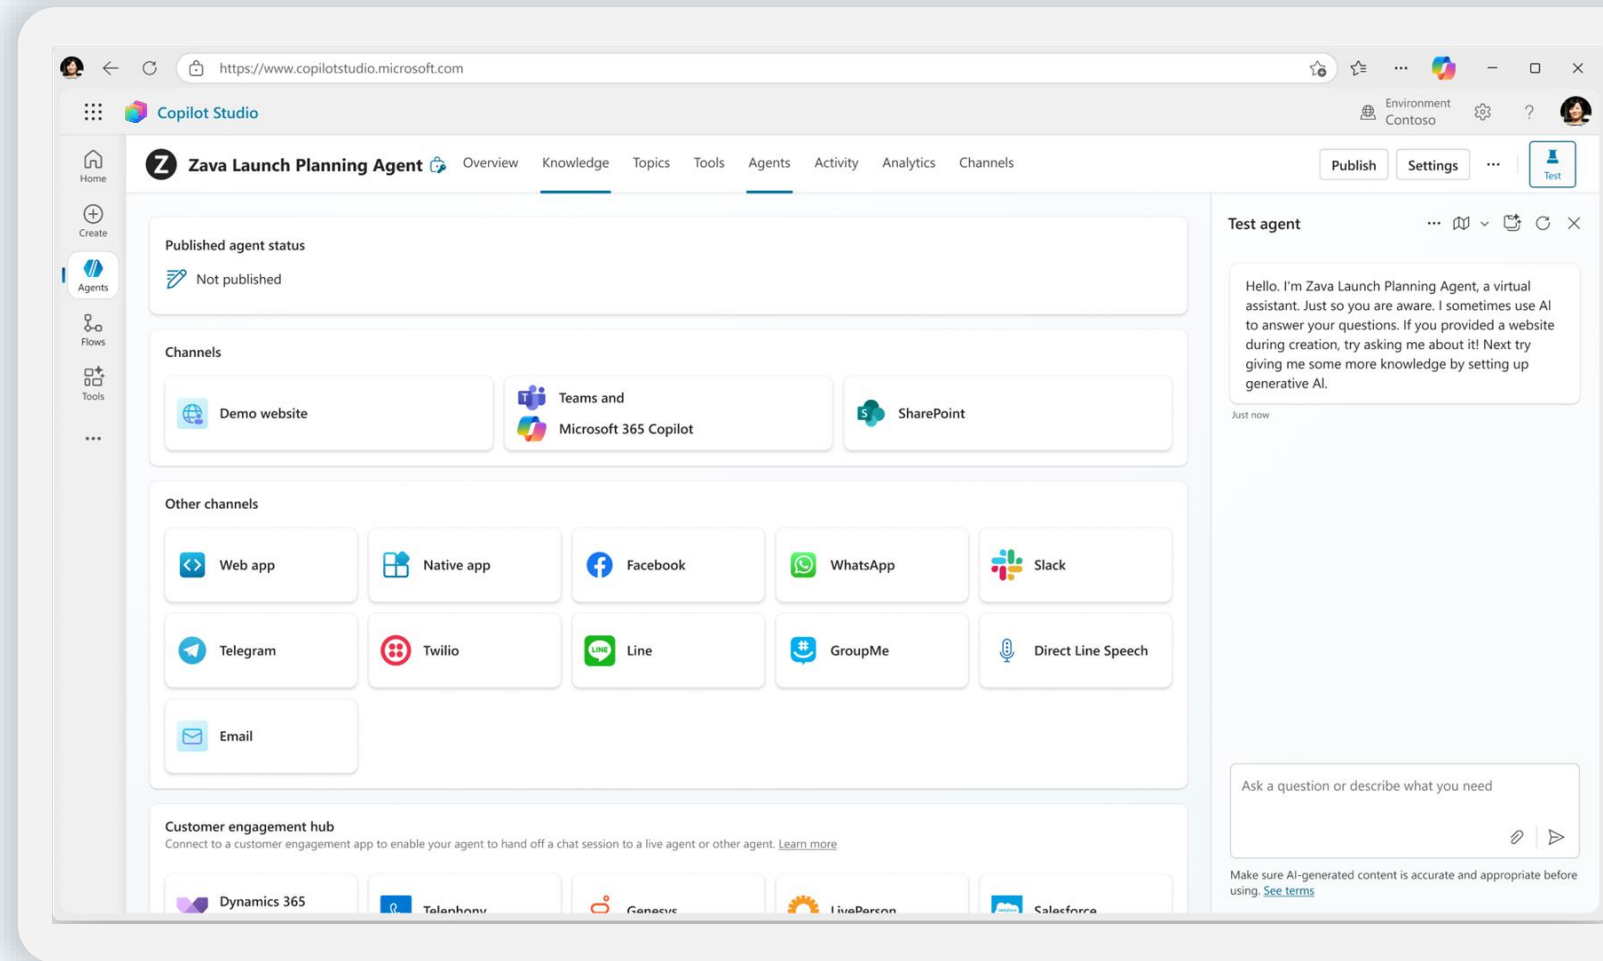 https://www.copilotstudio.microsoft.com
Copilot Studio
Environment
Contoso
?
Home
Create
Agents
Flows
Tools
Z
Zava Launch Planning Agent
Overview
Knowledge
Topics
Tools
Agents
Activity
Analytics
Channels
Publish
Settings
Test
Published agent status
Not published
Channels
Demo website
Teams and
Microsoft 365 Copilot
SharePoint
Other channels
Web app
Native app
Facebook
WhatsApp
Slack
Telegram
Twilio
LINE
Line
GroupMe
Direct Line Speech
Email
Customer engagement hub
Connect to a customer engagement app to enable your agent to hand off a chat session to a live agent or other agent. Learn more
Dynamics 365
Telephony
Genesys
LivePerson
Salesforce
Test agent
Hello. I'm Zava Launch Planning Agent, a virtual
assistant. Just so you are aware. I sometimes use AI
to answer your questions. If you provided a website
during creation, try asking me about it! Next try
giving me some more knowledge by setting up
generative AI.
Just now
Ask a question or describe what you need
Make sure AI-generated content is accurate and appropriate before
using. See terms